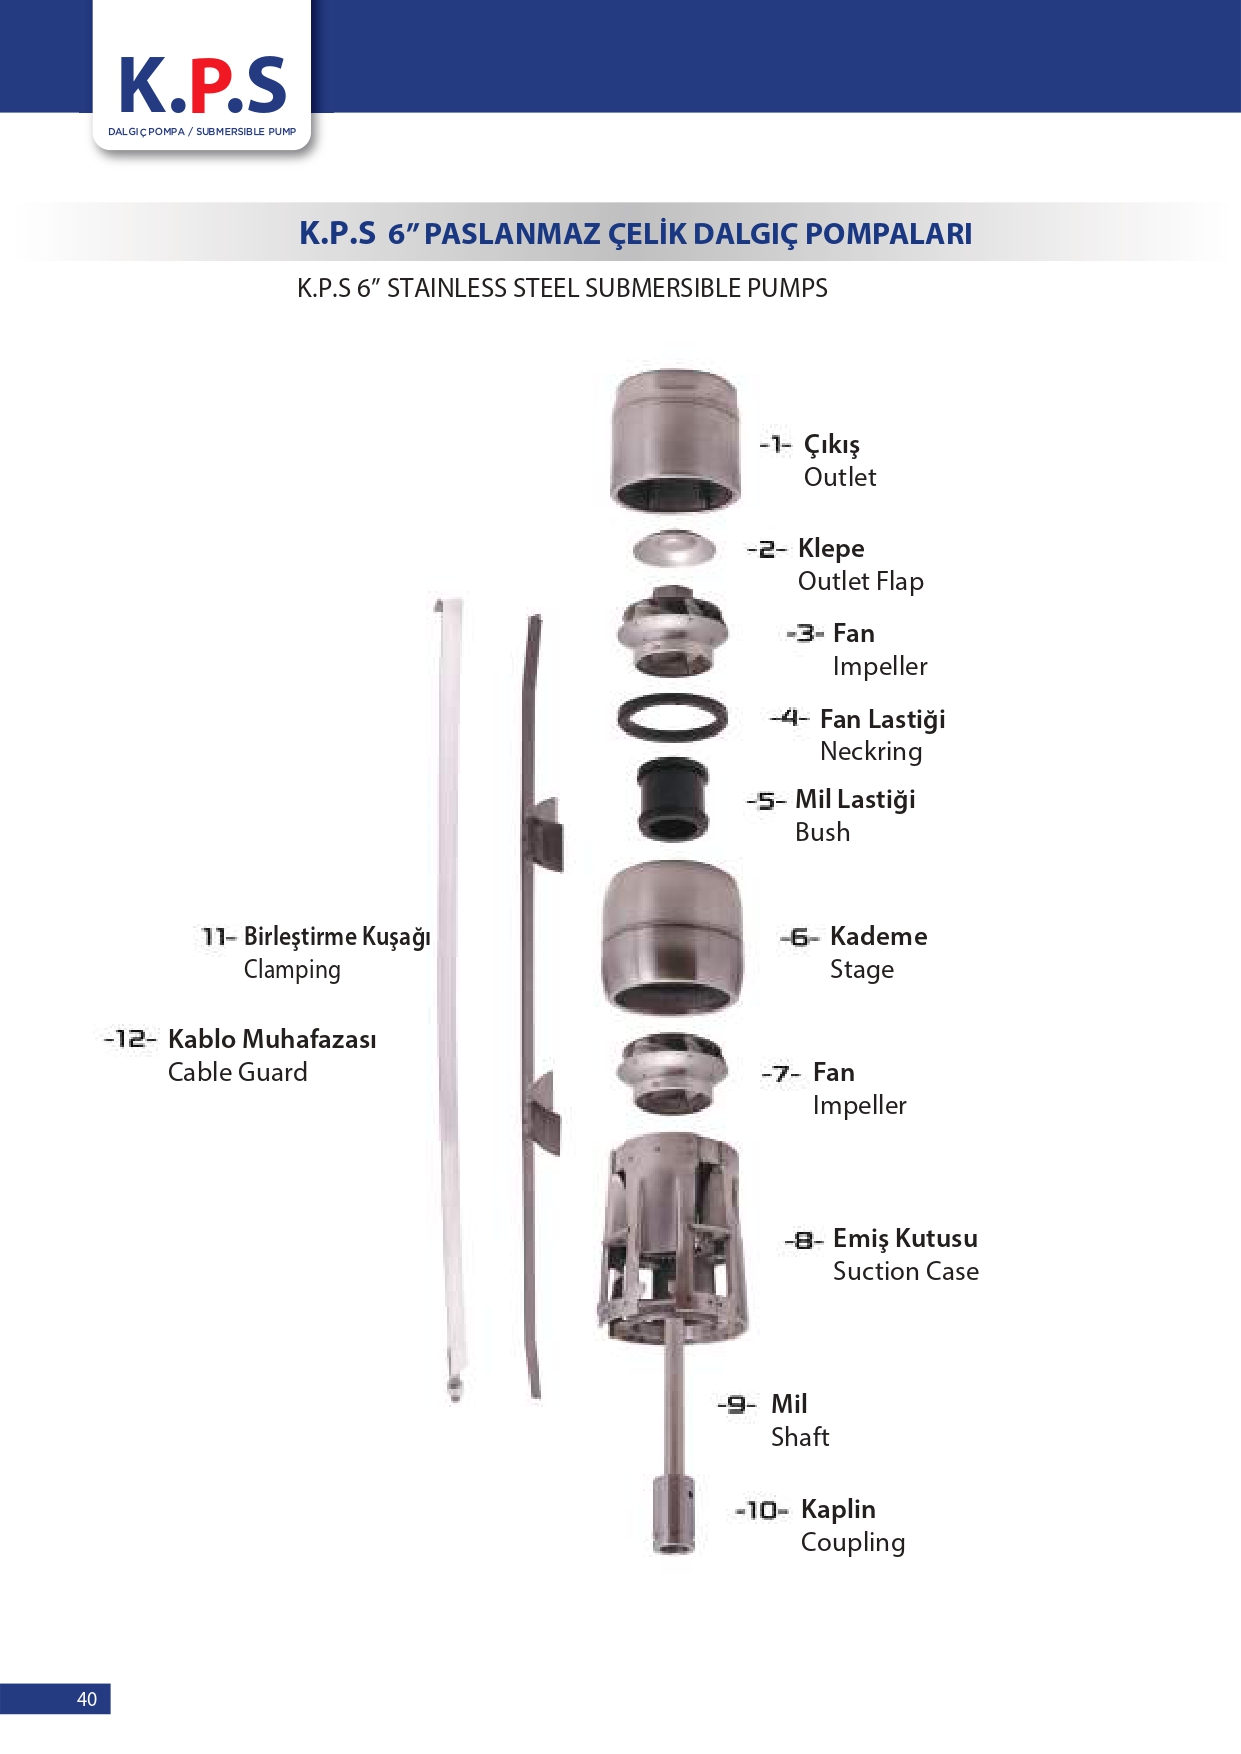 K.P.S
DALGIÇ POMPA / SUBMERSIBLE PUMP
K.P.S 6” PASLANMAZ ÇELİK DALGIÇ POMPALARI
K.P.S 6” STAINLESS STEEL SUBMERSIBLE PUMPS
-1- Çıkış
Outlet
-2- Klepe
Outlet Flap
-3- Fan
Impeller
-4- Fan Lastiği
Neckring
-5- Mil Lastiği
Bush
-6- Kademe
Stage
-7- Fan
Impeller
-8- Emiş Kutusu
Suction Case
-9- Mil
Shaft
-10- Kaplin
Coupling
11- Birleştirme Kuşağı
Clamping
-12- Kablo Muhafazası
Cable Guard
40